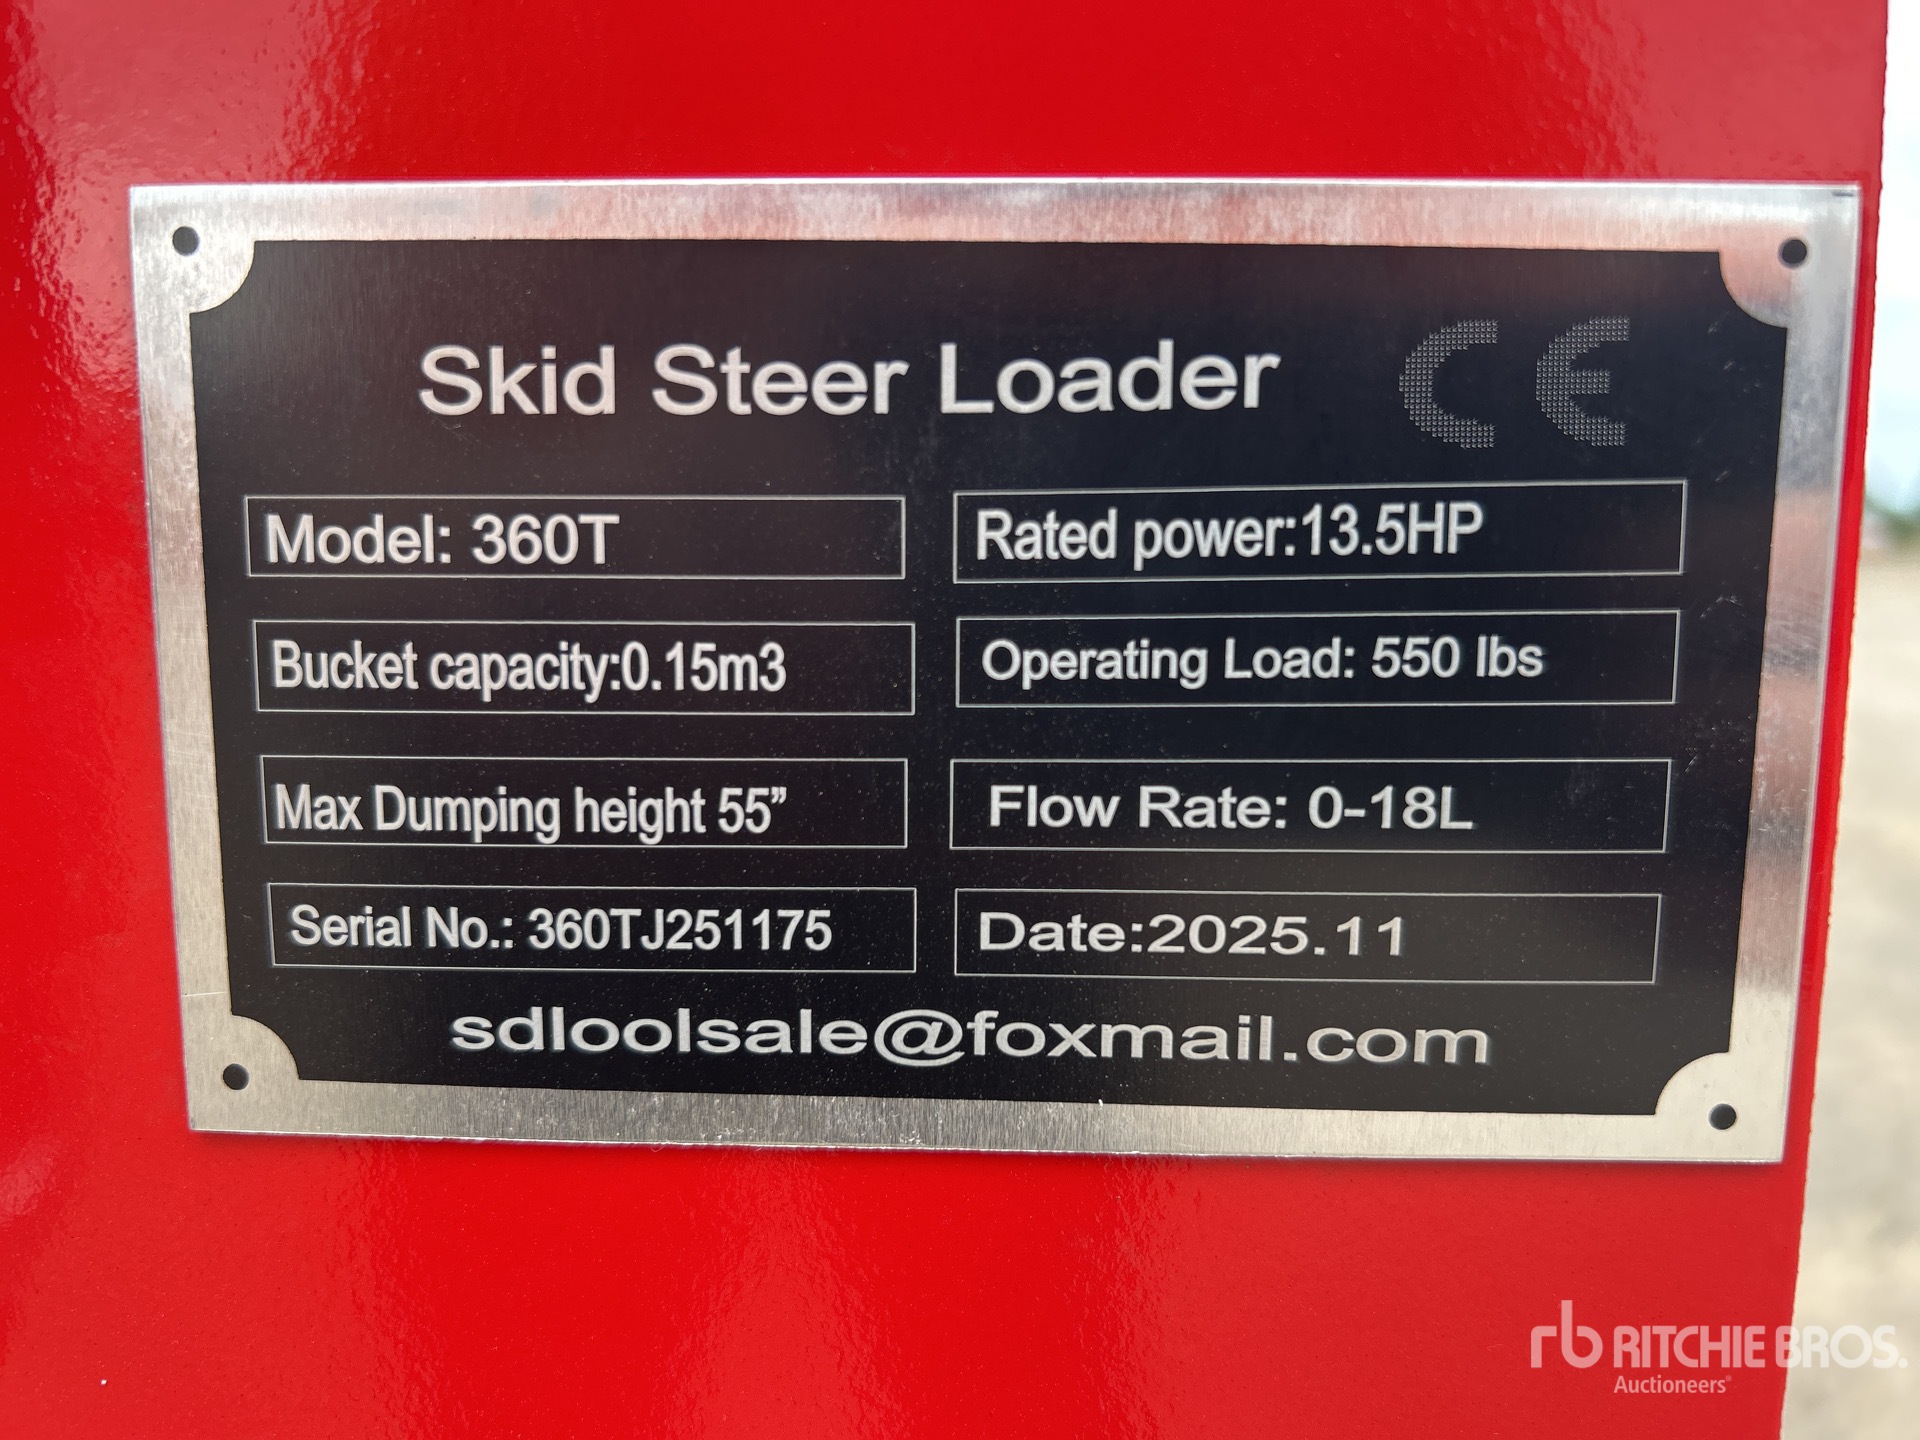 Skid Steer Loader CE
Model: 360T
Rated power:13.5HP
Bucket capacity:0.15m3
Operating Load: 550 lbs
Max Dumping height 55”
Flow Rate: 0-18L
Serial No.: 360TJ251175
Date:2025.11
sdloolsale@foxmail.com
rb RITCHIE BROS.
Auctioneers®